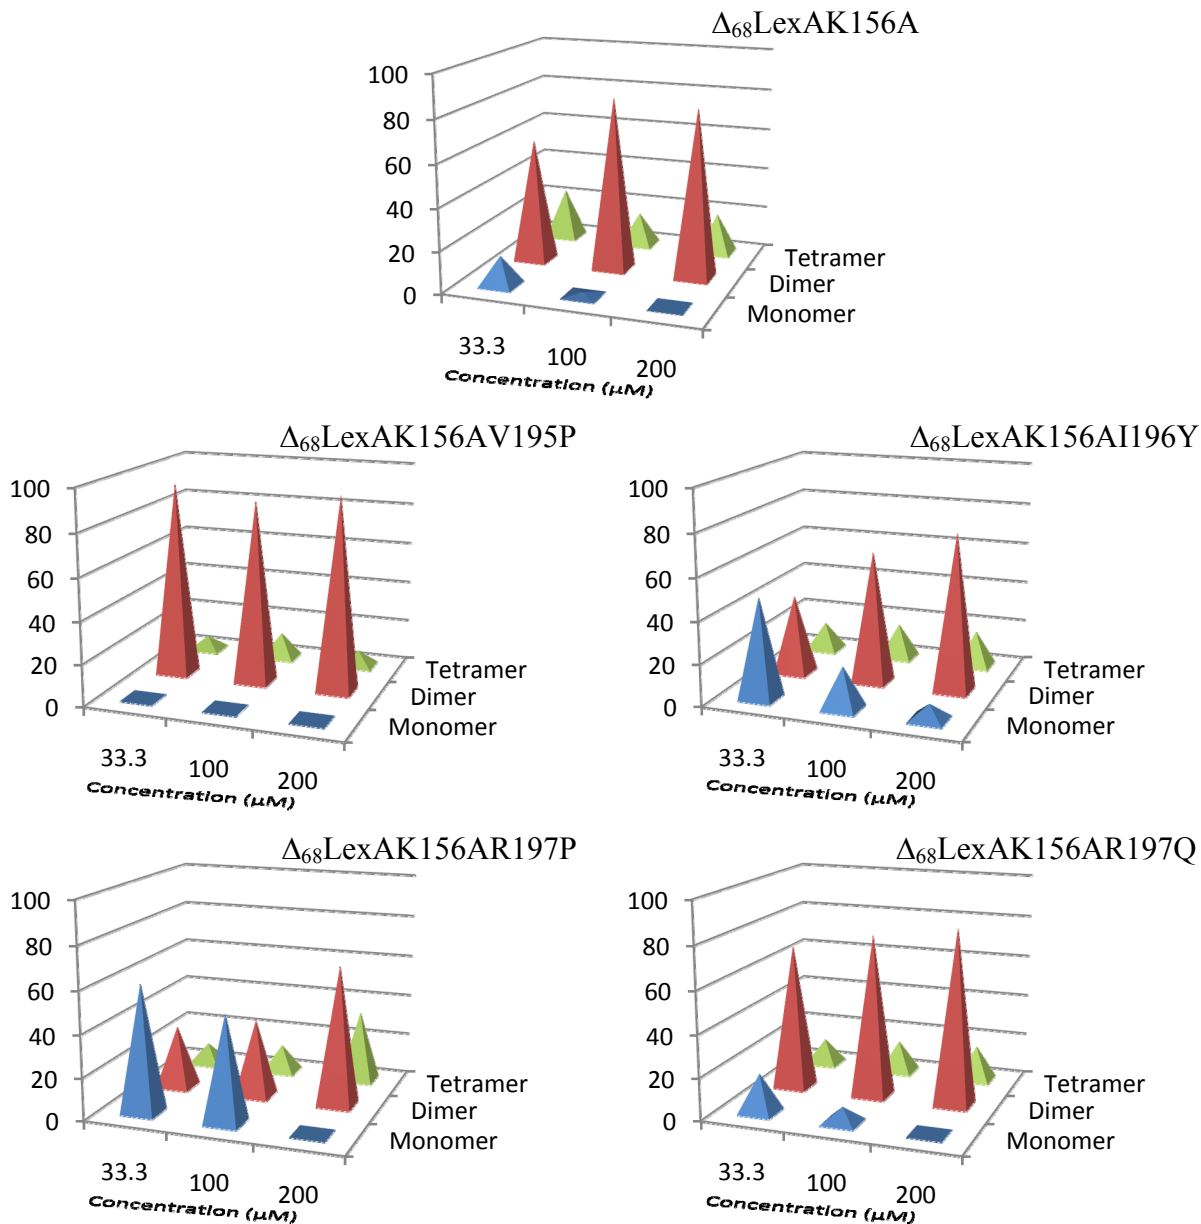 Δ₆₈LexAK156A
100
80
60
40
20
0
Tetramer
Dimer
Monomer
33.3
100
200
Concentration (μM)
Δ₆₈LexAK156AV195P
100
80
60
40
20
0
Tetramer
Dimer
Monomer
33.3
100
200
Concentration (μM)
Δ₆₈LexAK156AI196Y
100
80
60
40
20
0
Tetramer
Dimer
Monomer
33.3
100
200
Concentration (μM)
Δ₆₈LexAK156AR197P
100
80
60
40
20
0
Tetramer
Dimer
Monomer
33.3
100
200
Concentration (μM)
Δ₆₈LexAK156AR197Q
100
80
60
40
20
0
Tetramer
Dimer
Monomer
33.3
100
200
Concentration (μM)